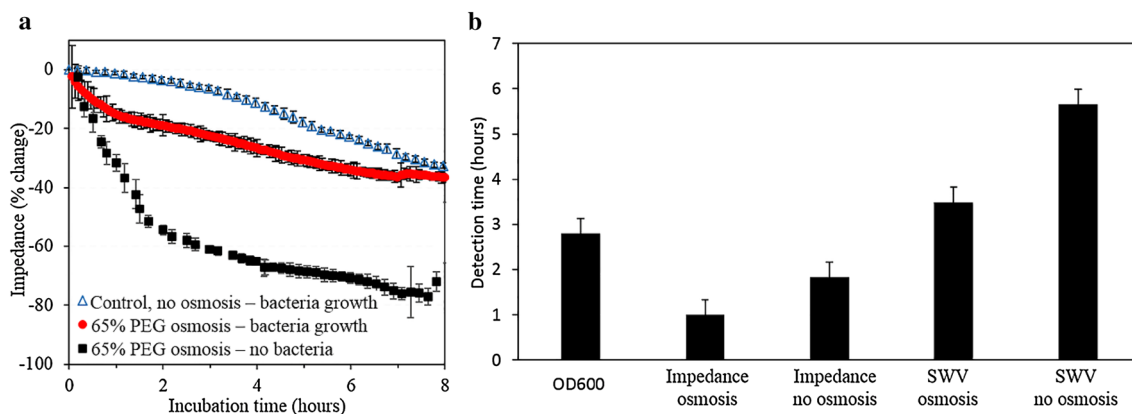 a
0
-20
-40
-60
-80
-100
Impedance (% change)
Control, no osmosis – bacteria growth
65% PEG osmosis – bacteria growth
65% PEG osmosis – no bacteria
0 2 4 6 8
Incubation time (hours)
b
7
6
5
4
3
2
1
0
Detection time (hours)
OD600
Impedance
osmosis
Impedance
no osmosis
SWV
osmosis
SWV
no osmosis